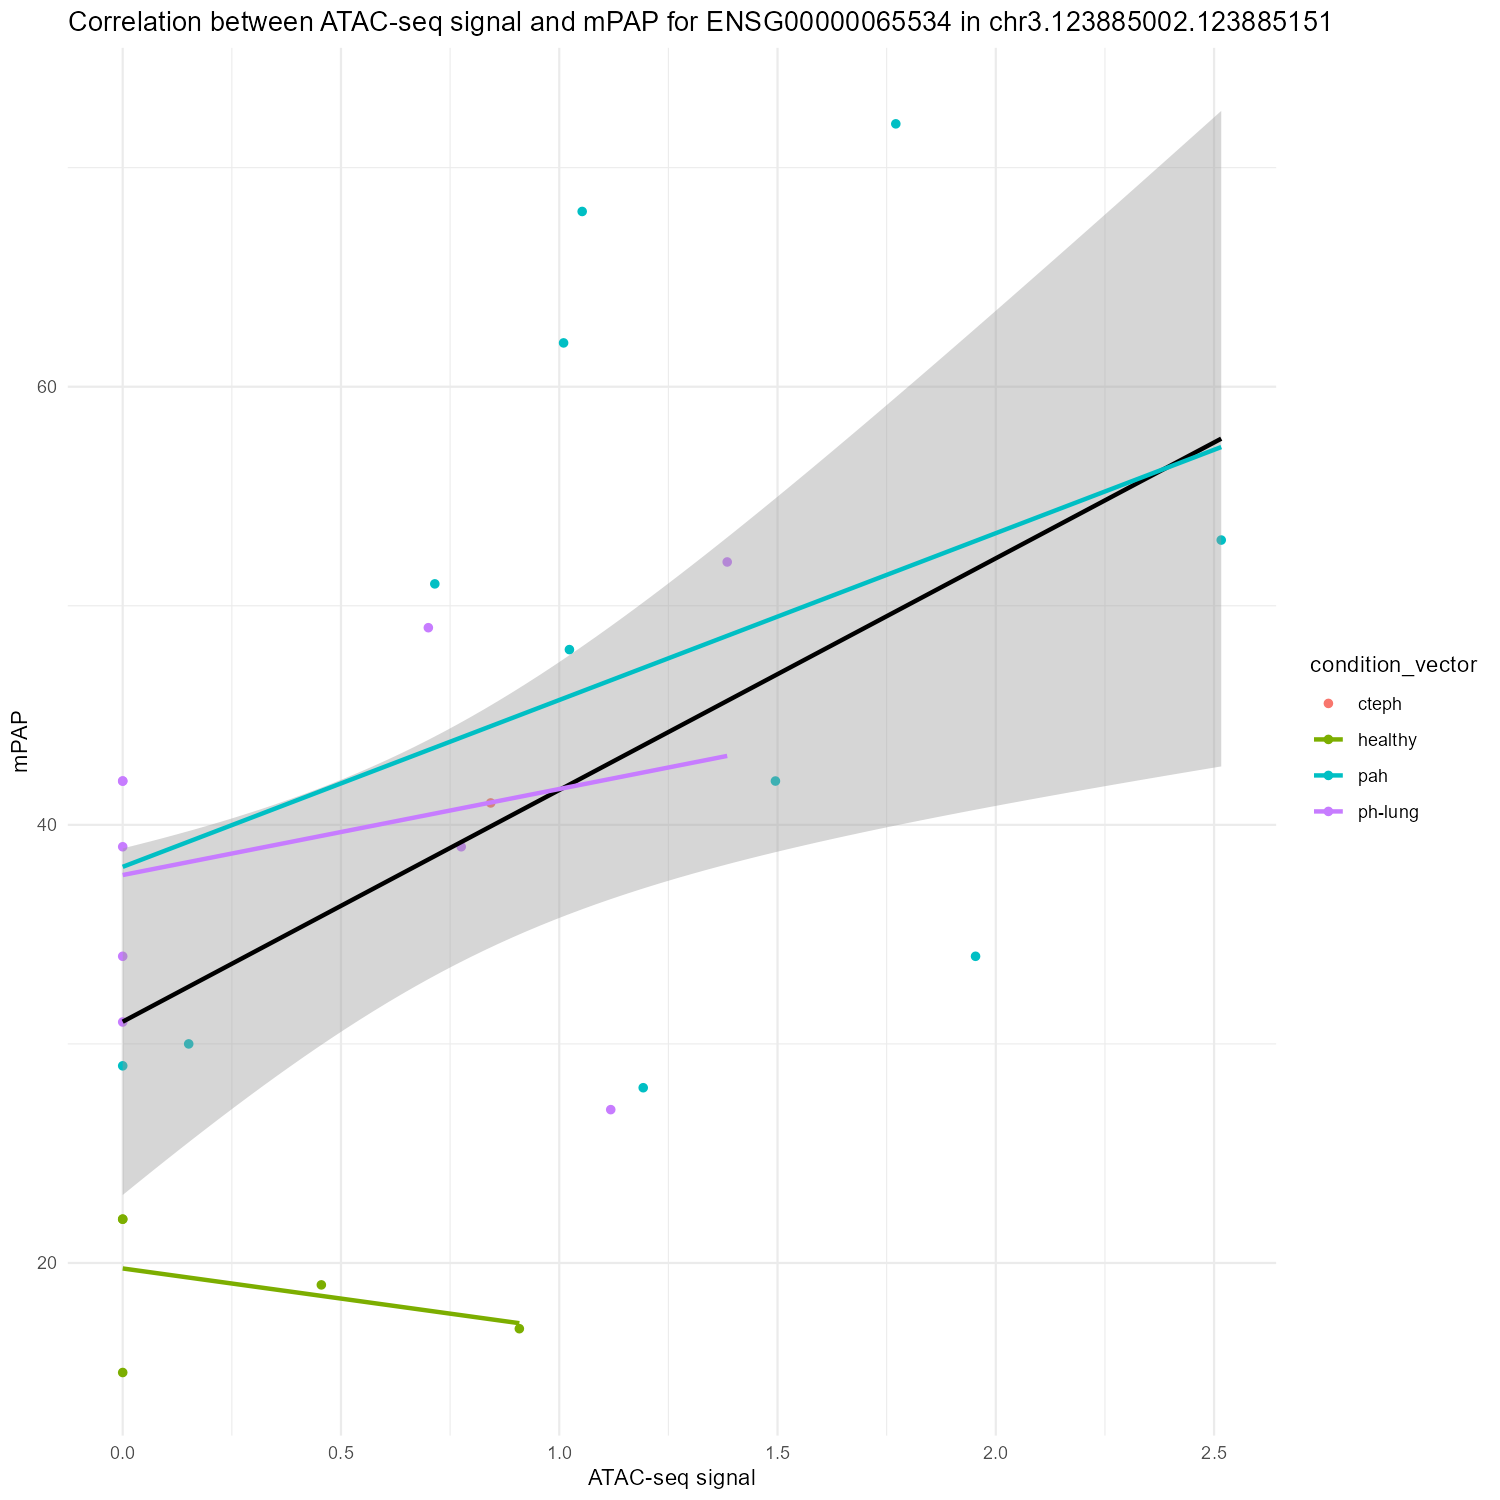 Correlation between ATAC-seq signal and mPAP for ENSG00000065534 in chr3.123885002.123885151
mPAP
60
40
20
0.0 0.5 1.0 1.5 2.0 2.5
ATAC-seq signal
condition_vector
cteph
healthy
pah
ph-lung